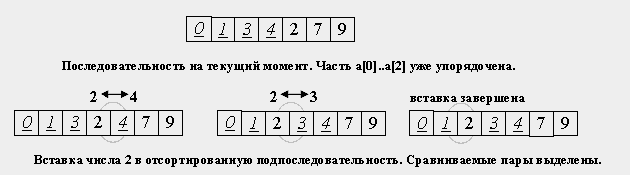 0 1 3 4 2 7 9
Последовательность на текущий момент. Часть a[0]..a[2] уже упорядочена.
2 ↔ 4 2 ↔ 3 вставка завершена
0 1 3 2 4 7 9 0 1 2 3 4 7 9 0 1 2 3 4 7 9
Вставка числа 2 в отсортированную подпоследовательность. Сравниваемые пары выделены.